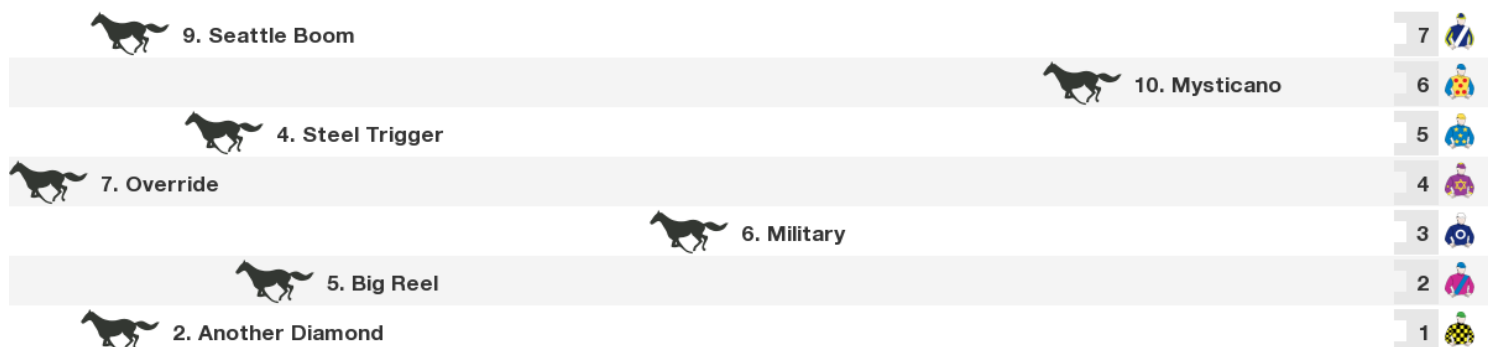 9. Seattle Boom 7
10. Mysticano 6
4. Steel Trigger 5
7. Override 4
6. Military 3
5. Big Reel 2
2. Another Diamond 1